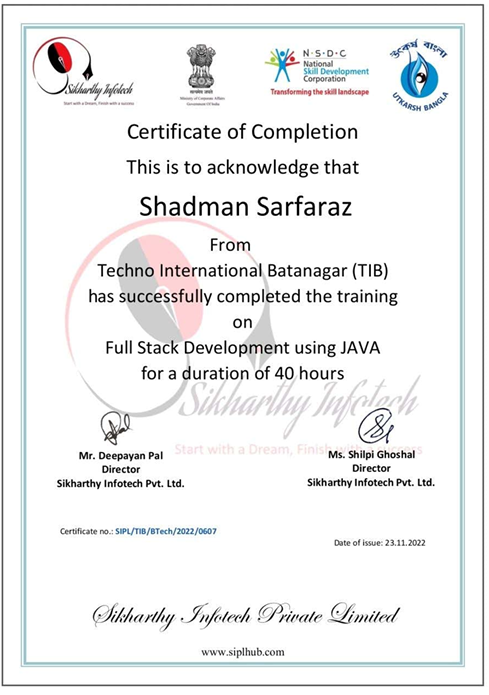 Sikharthy Infotech
Start with a Dream, Finish with a success
सत्यमेव जयते
Ministry of Corporate Affairs
Government Of India
N·S·D·C
National
Skill Development
Corporation
Transforming the skill landscape
উৎকর্ষ বাংলা
UTKARSH BANGLA
Certificate of Completion
This is to acknowledge that
Shadman Sarfaraz
From
Techno International Batanagar (TIB)
has successfully completed the training
on
Full Stack Development using JAVA
for a duration of 40 hours
Sikharthy Infotech
Start with a Dream, Finish with a success
Mr. Deepayan Pal
Director
Sikharthy Infotech Pvt. Ltd.
Ms. Shilpi Ghoshal
Director
Sikharthy Infotech Pvt. Ltd.
Certificate no.: SIPL/TIB/BTech/2022/0607
Date of issue: 23.11.2022
Sikharthy Infotech Private Limited
www.siplhub.com